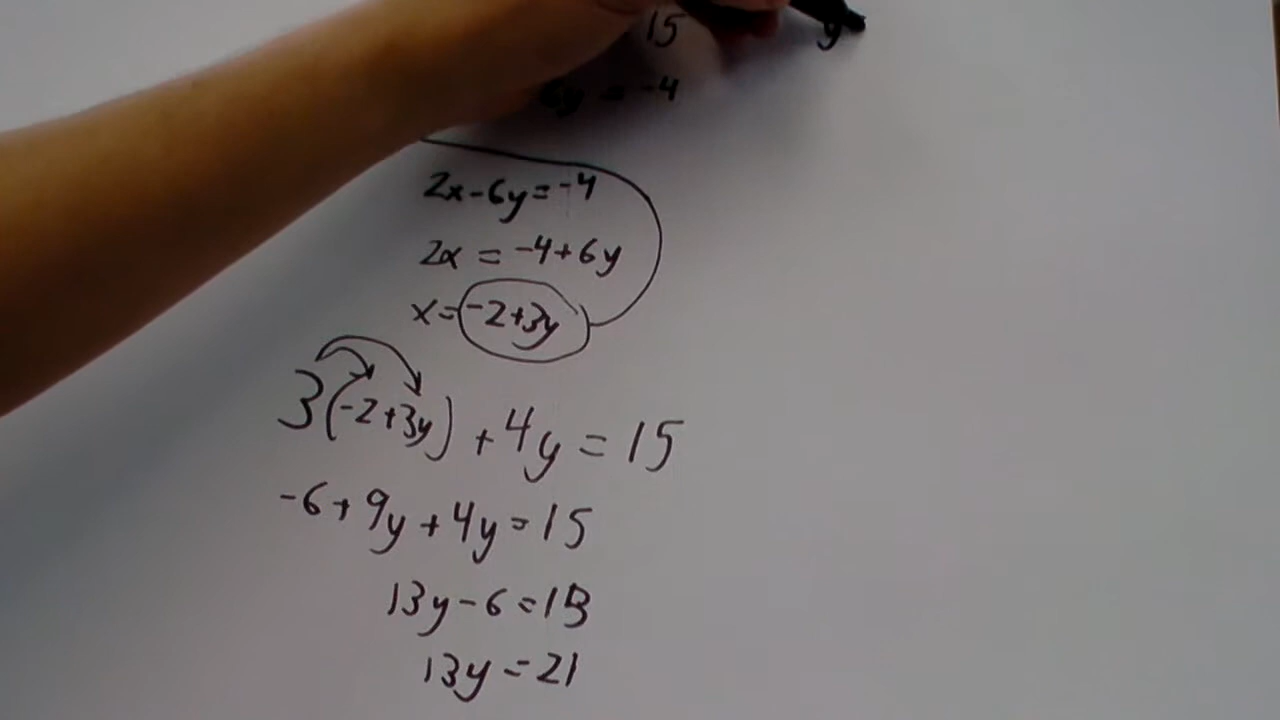 15
y
6y = -4
2x-6y=-4
2x = -4+6y
x=-2+3y
3(-2+3y) + 4y = 15
-6+9y+4y=15
13y-6=15
13y=21